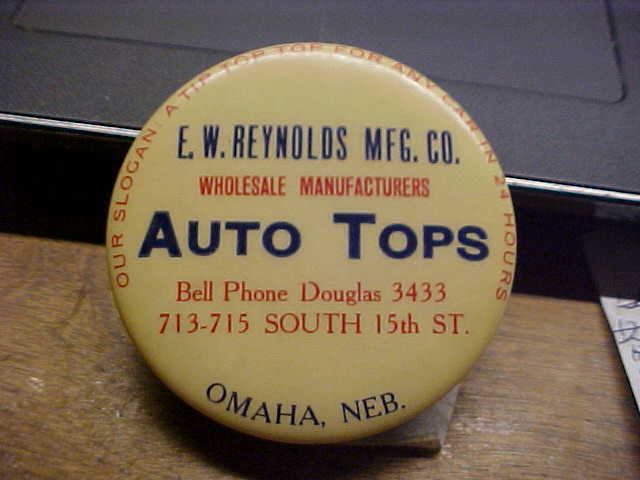 OUR SLOGAN: A TIP TOP TOP FOR ANY CAR IN 24 HOURS
E. W. REYNOLDS MFG. CO.
WHOLESALE MANUFACTURERS
AUTO TOPS
Bell Phone Douglas 3433
713-715 SOUTH 15th ST.
OMAHA, NEB.